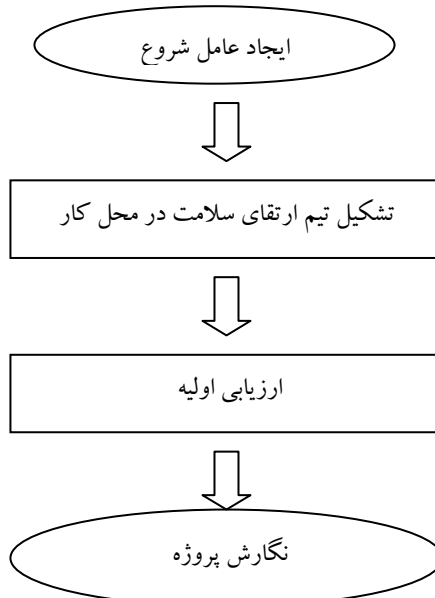 ایجاد عامل شروع
تشکیل تیم ارتقای سلامت در محل کار
ارزیابی اولیه
نگارش پروژه